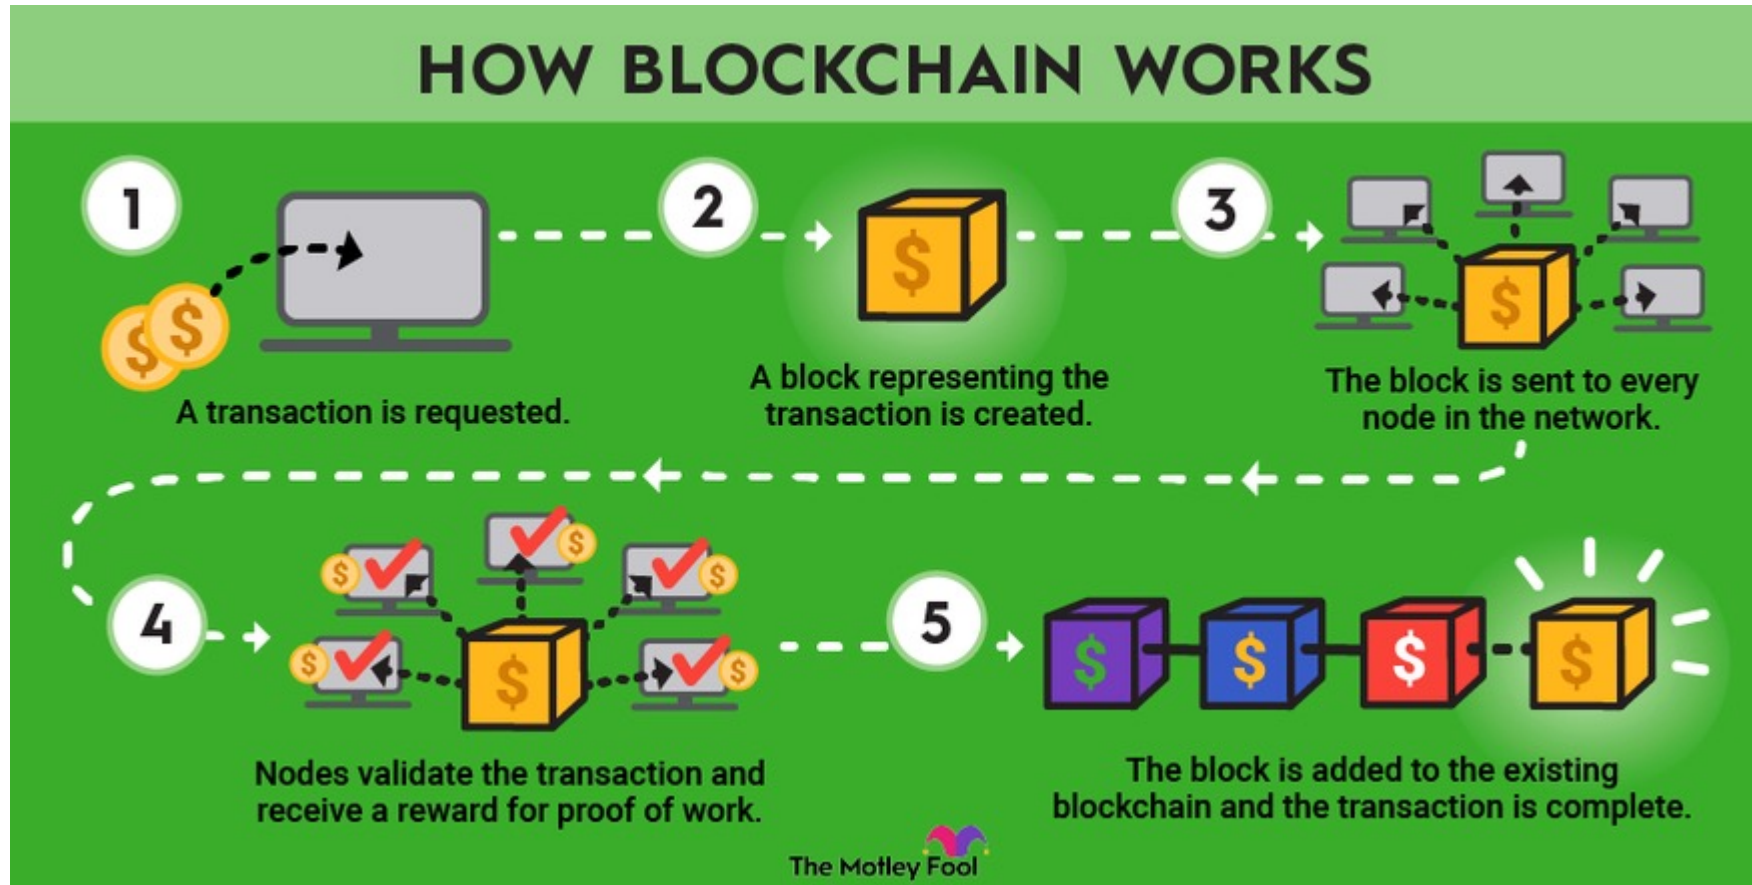 HOW BLOCKCHAIN WORKS
1
$
$
A transaction is requested.
2
$
A block representing the
transaction is created.
3
$
The block is sent to every
node in the network.
4
$
$
$
$
$
$
Nodes validate the transaction and
receive a reward for proof of work.
5
$
$
$
$
The block is added to the existing
blockchain and the transaction is complete.
The Motley Fool